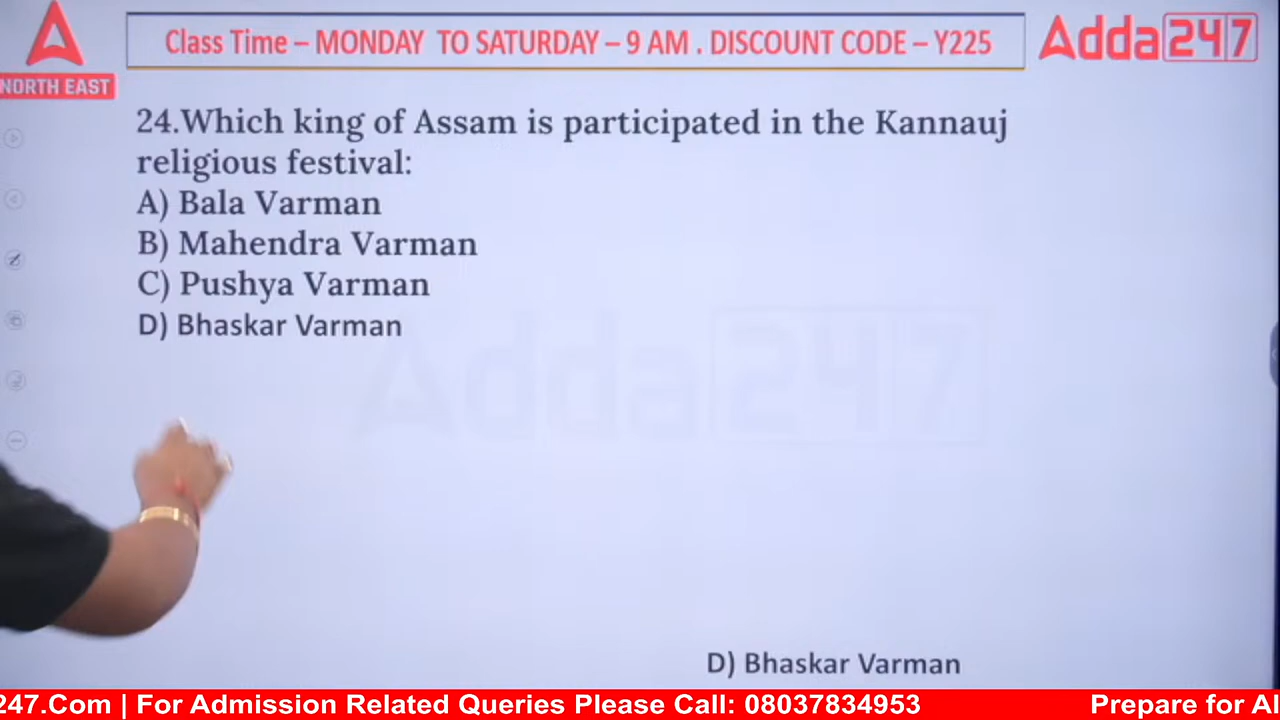 NORTH EAST
Class Time – MONDAY TO SATURDAY – 9 AM . DISCOUNT CODE – Y225
Adda247
24.Which king of Assam is participated in the Kannauj
religious festival:
A) Bala Varman
B) Mahendra Varman
C) Pushya Varman
D) Bhaskar Varman
Adda247
D) Bhaskar Varman
247.Com | For Admission Related Queries Please Call: 08037834953 Prepare for Al